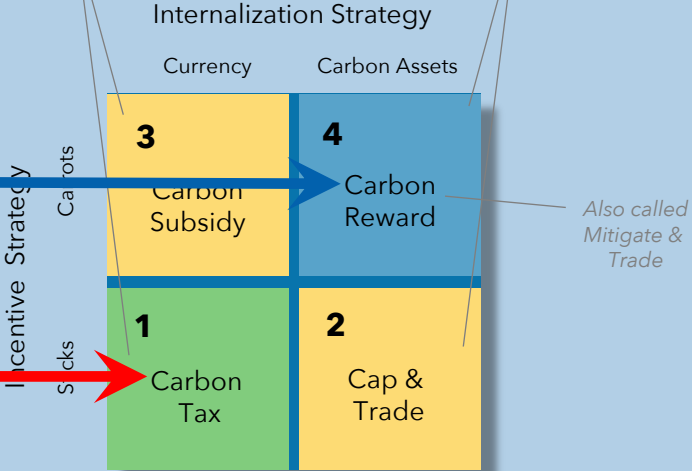 Internalization Strategy
Currency
Carbon Assets
Incentive Strategy
Carrots
Sticks
3
Carbon
Subsidy
4
Carbon
Reward
Also called
Mitigate &
Trade
1
Carbon
Tax
2
Cap &
Trade